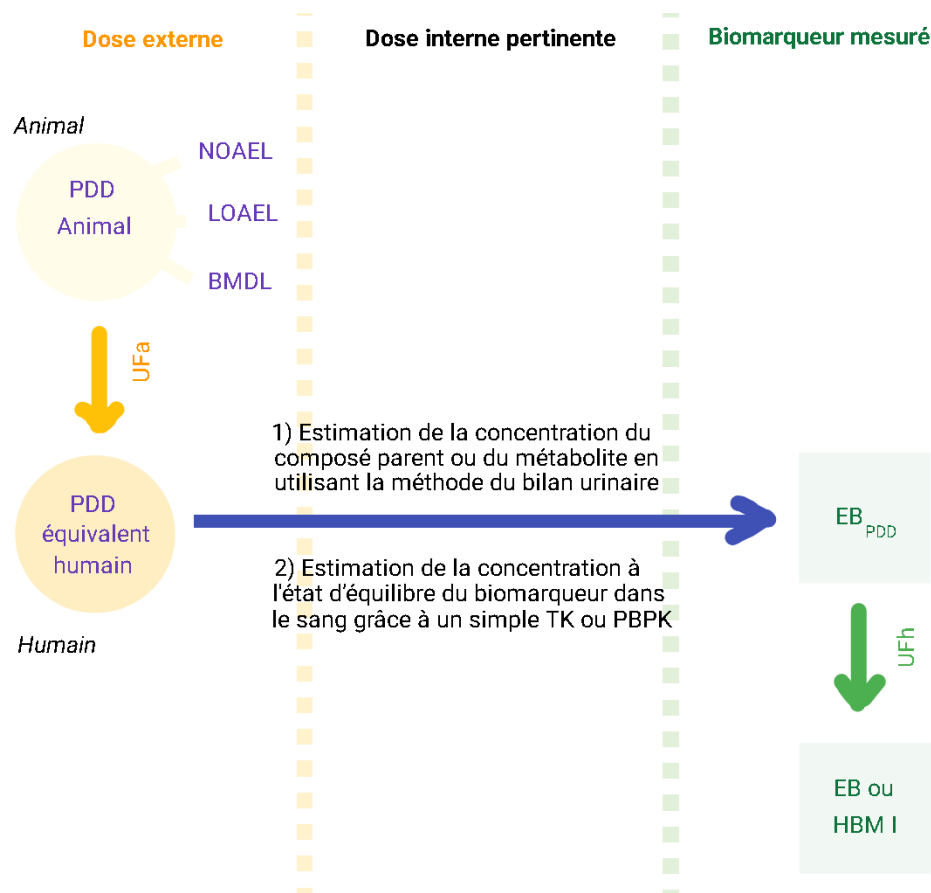 Dose externe
Dose interne pertinente
Biomarqueur mesuré
Animal
PDD
Animal
NOAEL
LOAEL
BMDL
UFa
1) Estimation de la concentration du
composé parent ou du métabolite en
utilisant la méthode du bilan urinaire
PDD
équivalent
humain
EB PDD
2) Estimation de la concentration à
l'état d'équilibre du biomarqueur dans
le sang grâce à un simple TK ou PBPK
Humain
UFh
EB ou
HBM I